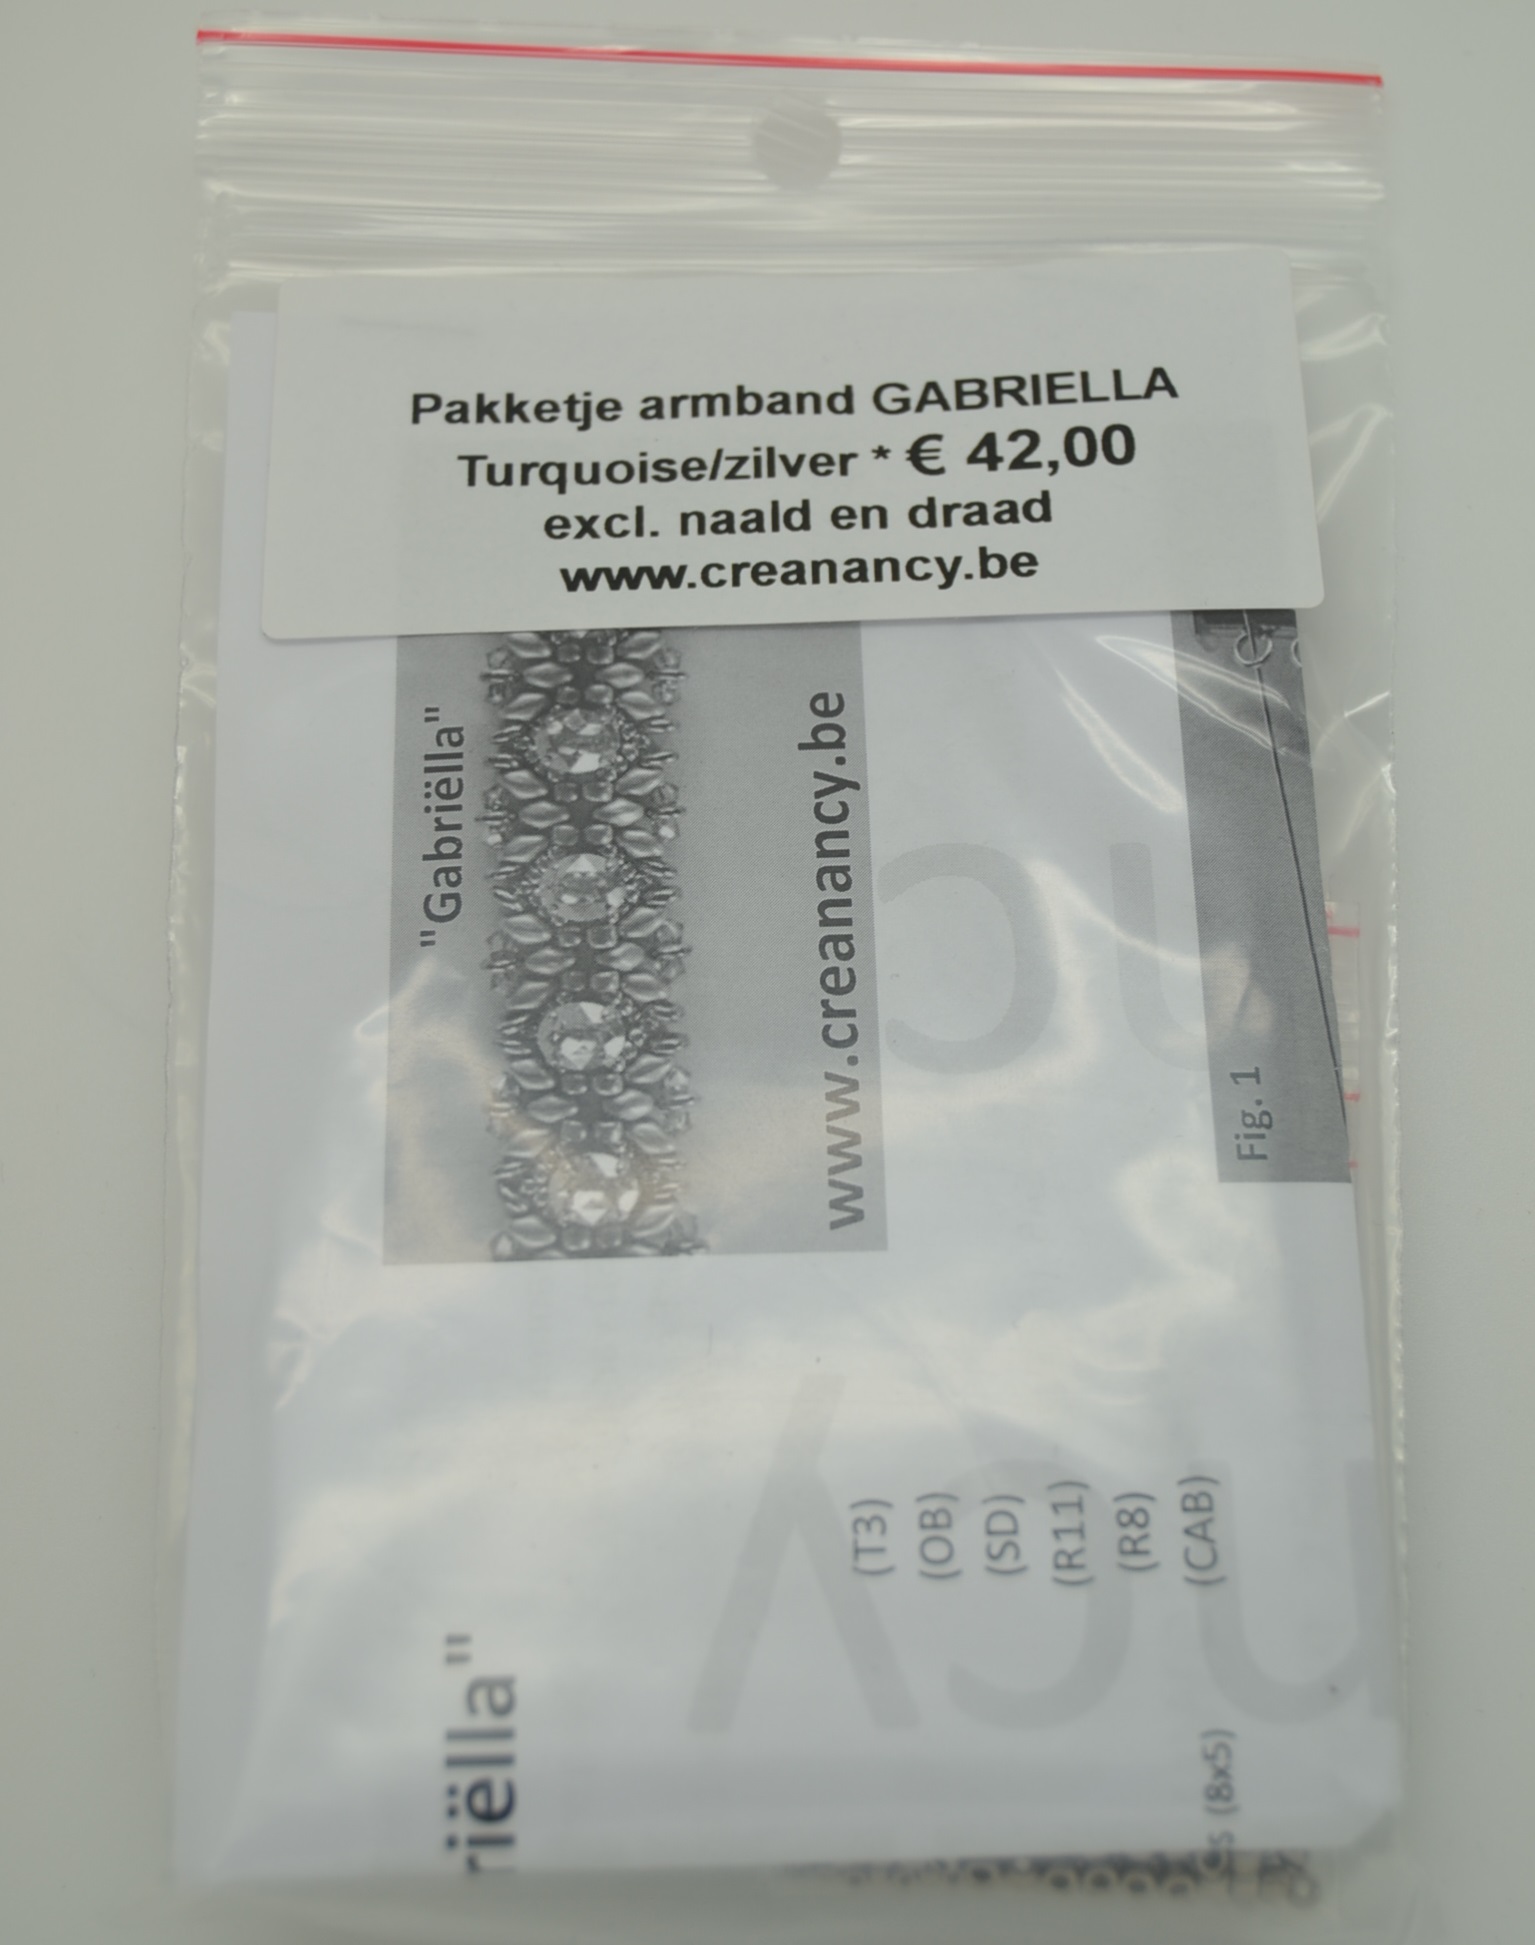 Pakketje armband GABRIELLA
Turquoise/zilver * € 42,00
excl. naald en draad
www.creanancy.be
"Gabriëlla"
www.creanancy.be
Fig. 1
(T3)
(OB)
(SD)
(R11)
(R8)
(CAB)
riëlla"
s (8x5)